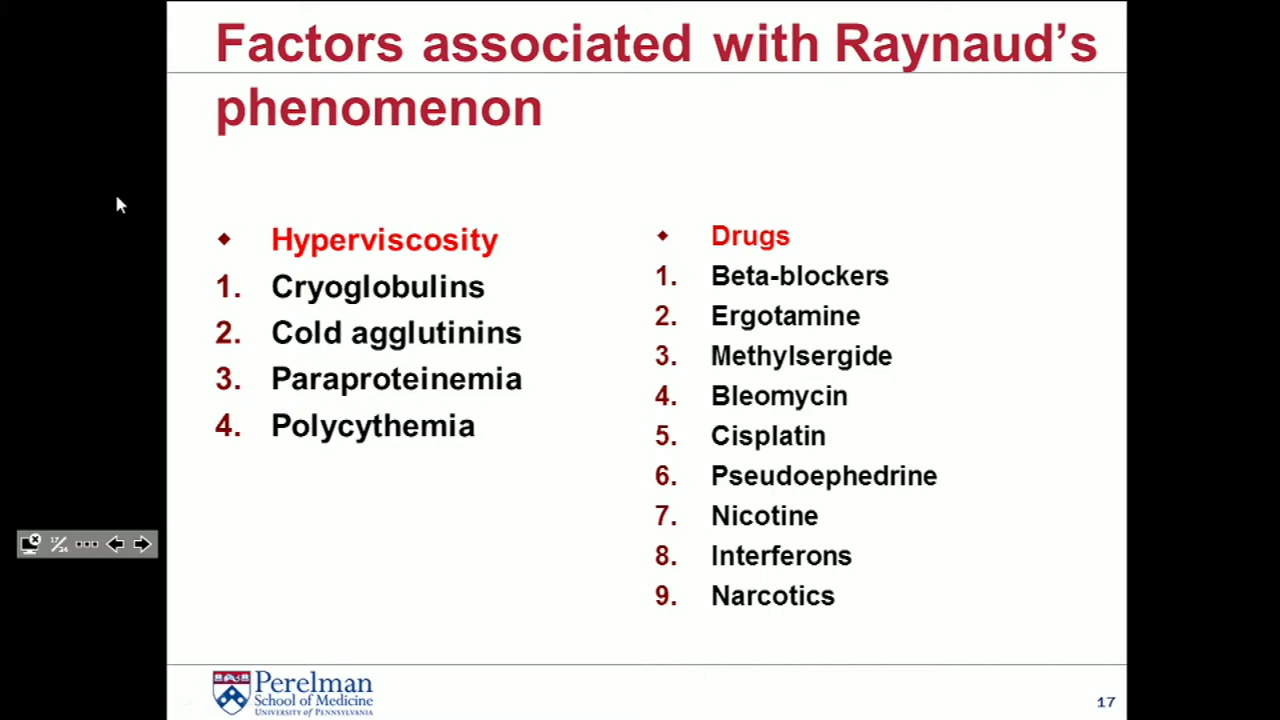 Factors associated with Raynaud's
phenomenon
◆ Hyperviscosity
1. Cryoglobulins
2. Cold agglutinins
3. Paraproteinemia
4. Polycythemia
◆ Drugs
1. Beta-blockers
2. Ergotamine
3. Methylsergide
4. Bleomycin
5. Cisplatin
6. Pseudoephedrine
7. Nicotine
8. Interferons
9. Narcotics
17/24
Perelman
School of Medicine
University of Pennsylvania
17